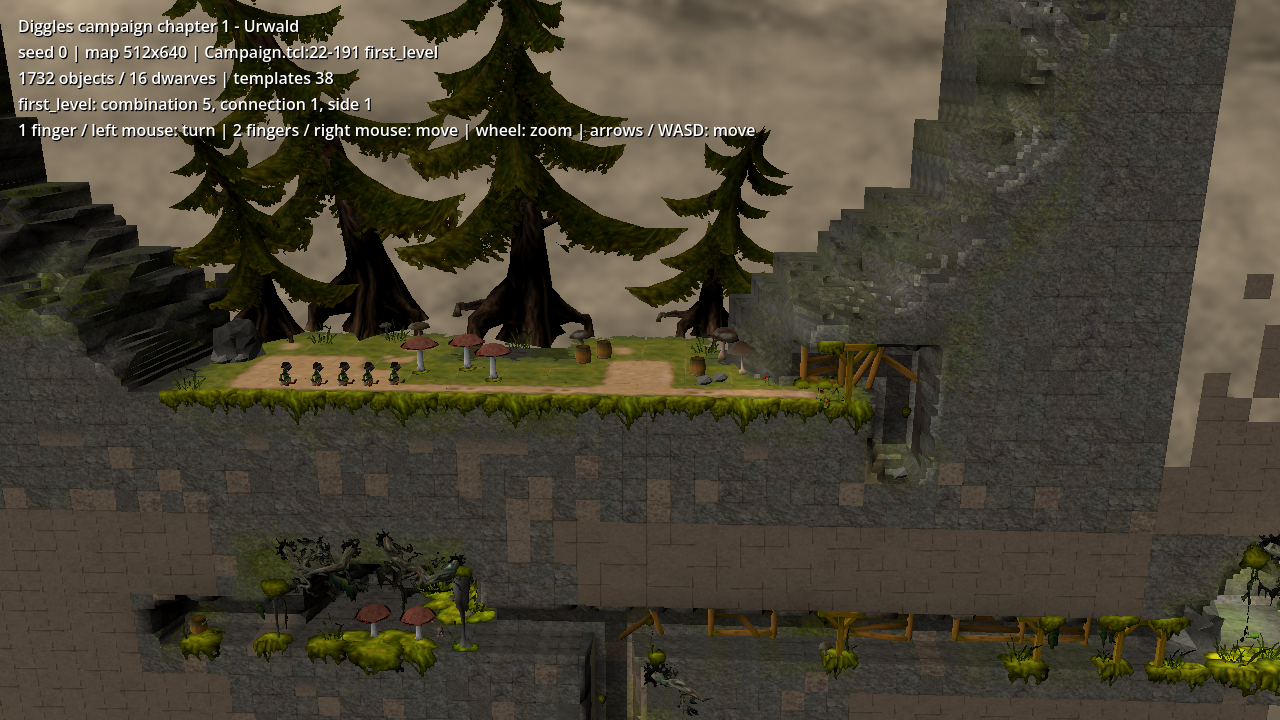 Diggles campaign chapter 1 - Urwald
seed 0 | map 512x640 | Campaign.tcl:22-191 first_level
1732 objects / 16 dwarves | templates 38
first_level: combination 5, connection 1, side 1
1 finger / left mouse: turn | 2 fingers / right mouse: move | wheel: zoom | arrows / WASD: move